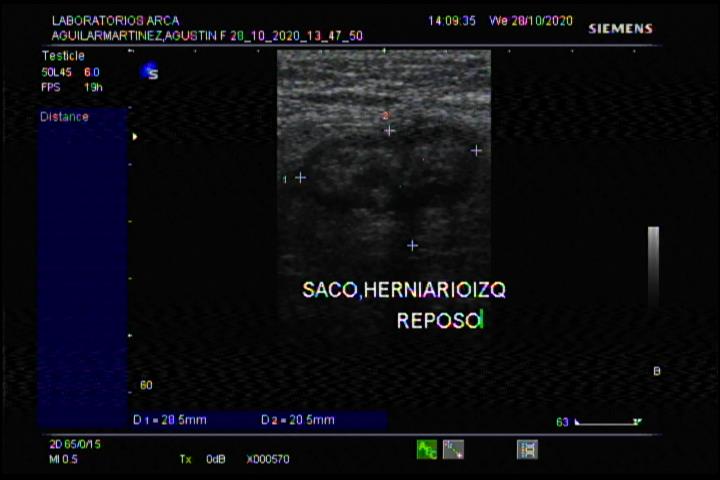 LABORATORIOS ARCA
14:09:35 We 28/10/2020
SIEMENS
AGUILARMARTINEZ,AGUSTIN F 28_10_2020_13_47_50
Testicle
50L45 6.0
FPS 19h
S
Distance
2
1
SACO,HERNIARIOIZQ
REPOSO
B
60
D1=28.5mm D2=20.5mm
63
2D 65/0/15
MI 0.5 Tx 0dB X000570
ABC